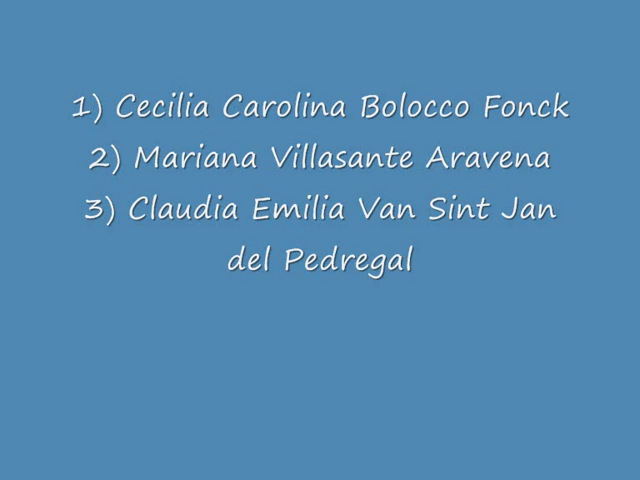 1) Cecilia Carolina Bolocco Fonck
2) Mariana Villasante Aravena
3) Claudia Emilia Van Sint Jan
del Pedregal